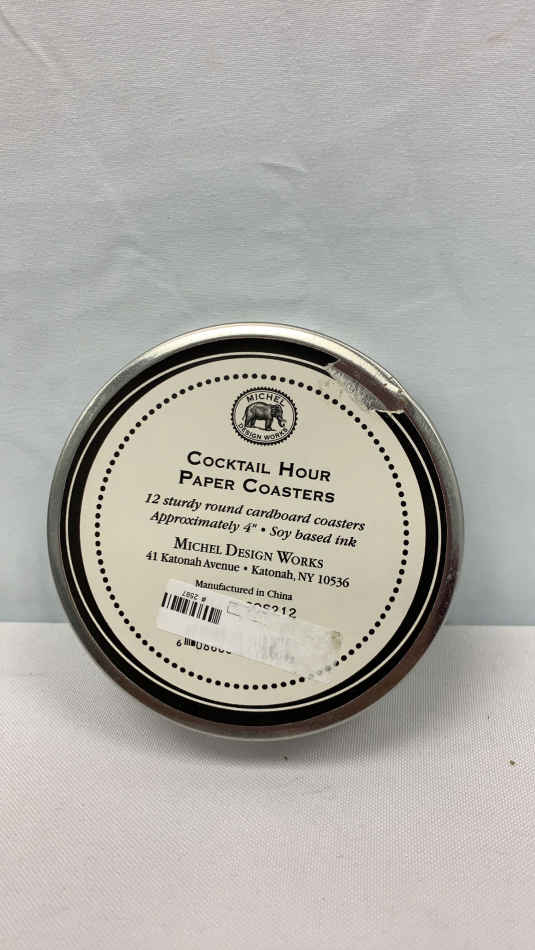 MICHEL
DESIGN WORKS
COCKTAIL HOUR
PAPER COASTERS
12 sturdy round cardboard coasters
Approximately 4" • Soy based ink
MICHEL DESIGN WORKS
41 Katonah Avenue • Katonah, NY 10536
Manufactured in China
# 2587